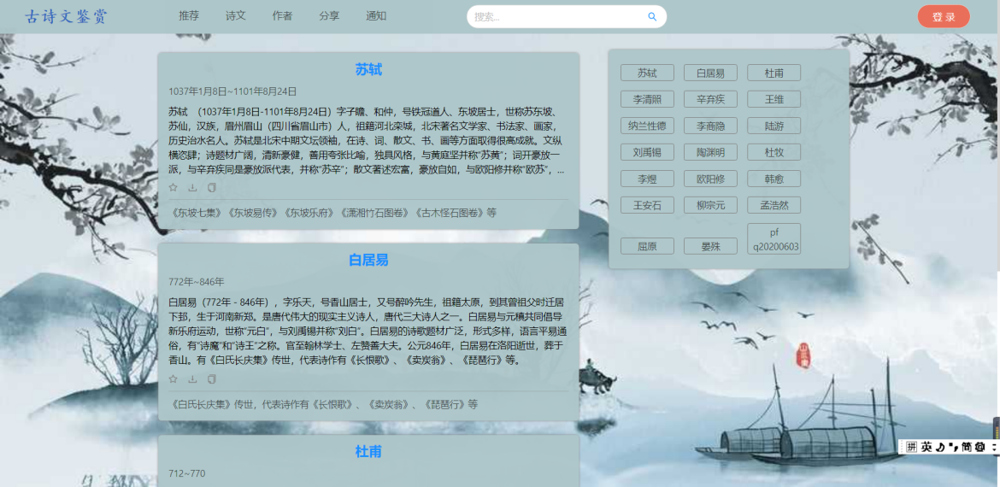 古诗文鉴赏
推荐 诗文 作者 分享 通知
搜索...
登 录
苏轼
1037年1月8日~1101年8月24日
苏轼 （1037年1月8日-1101年8月24日）字子瞻、和仲，号铁冠道人、东坡居士，世称苏东坡、
苏仙，汉族，眉州眉山（四川省眉山市）人，祖籍河北栾城，北宋著名文学家、书法家、画家，
历史治水名人。苏轼是北宋中期文坛领袖，在诗、词、散文、书、画等方面取得很高成就。文纵
横恣肆；诗题材广阔，清新豪健，善用夸张比喻，独具风格，与黄庭坚并称“苏黄”；词开豪放一
派，与辛弃疾同是豪放派代表，并称“苏辛”；散文著述宏富，豪放自如，与欧阳修并称“欧苏”，...
《东坡七集》《东坡易传》《东坡乐府》《潇湘竹石图卷》《古木怪石图卷》等
白居易
772年~846年
白居易（772年－846年），字乐天，号香山居士，又号醉吟先生，祖籍太原，到其曾祖父时迁居
下邽，生于河南新郑。是唐代伟大的现实主义诗人，唐代三大诗人之一。白居易与元稹共同倡导
新乐府运动，世称“元白”，与刘禹锡并称“刘白”。白居易的诗歌题材广泛，形式多样，语言平易通
俗，有“诗魔”和“诗王”之称。官至翰林学士、左赞善大夫。公元846年，白居易在洛阳逝世，葬于
香山。有《白氏长庆集》传世，代表诗作有《长恨歌》、《卖炭翁》、《琵琶行》等。
《白氏长庆集》传世，代表诗作有《长恨歌》、《卖炭翁》、《琵琶行》等
杜甫
712~770
苏轼 白居易 杜甫
李清照 辛弃疾 王维
纳兰性德 李商隐 陆游
刘禹锡 陶渊明 杜牧
李煜 欧阳修 韩愈
王安石 柳宗元 孟浩然
屈原 晏殊 pf
q20200603
拼 英 简